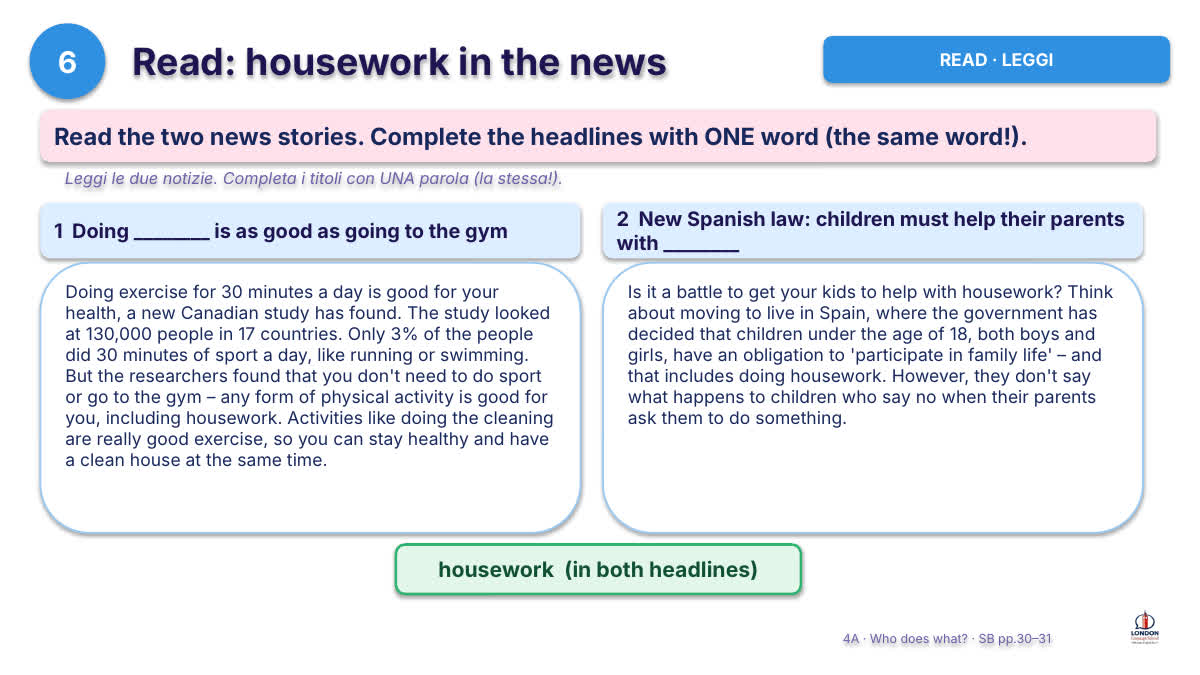 6
Read: housework in the news
READ · LEGGI
Read the two news stories. Complete the headlines with ONE word (the same word!).
Leggi le due notizie. Completa i titoli con UNA parola (la stessa!).
1 Doing ________ is as good as going to the gym
Doing exercise for 30 minutes a day is good for your
health, a new Canadian study has found. The study looked
at 130,000 people in 17 countries. Only 3% of the people
did 30 minutes of sport a day, like running or swimming.
But the researchers found that you don't need to do sport
or go to the gym – any form of physical activity is good for
you, including housework. Activities like doing the cleaning
are really good exercise, so you can stay healthy and have
a clean house at the same time.
2 New Spanish law: children must help their parents
with ________
Is it a battle to get your kids to help with housework? Think
about moving to live in Spain, where the government has
decided that children under the age of 18, both boys and
girls, have an obligation to 'participate in family life' – and
that includes doing housework. However, they don't say
what happens to children who say no when their parents
ask them to do something.
housework (in both headlines)
4A · Who does what? · SB pp.30–31
LONDON